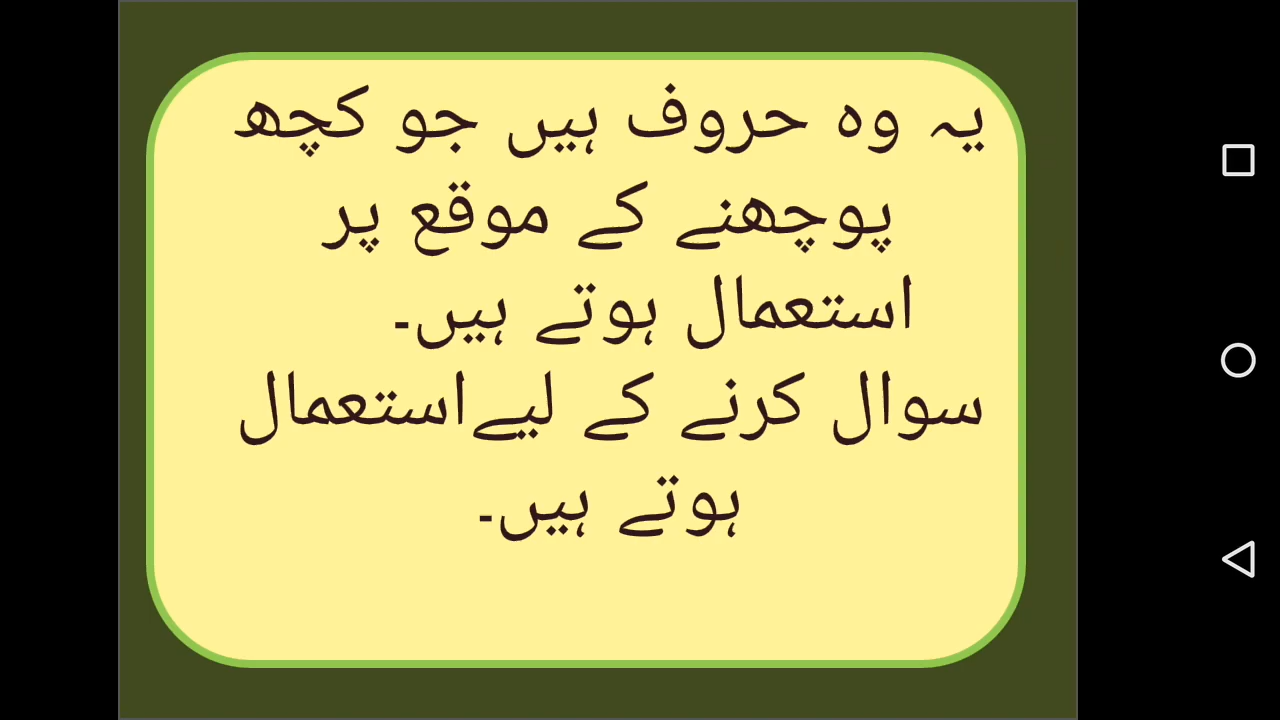 یہ وہ حروف ہیں جو کچھ
پوچھنے کے موقع پر
استعمال ہوتے ہیں۔
سوال کرنے کے لیےاستعمال
ہوتے ہیں۔